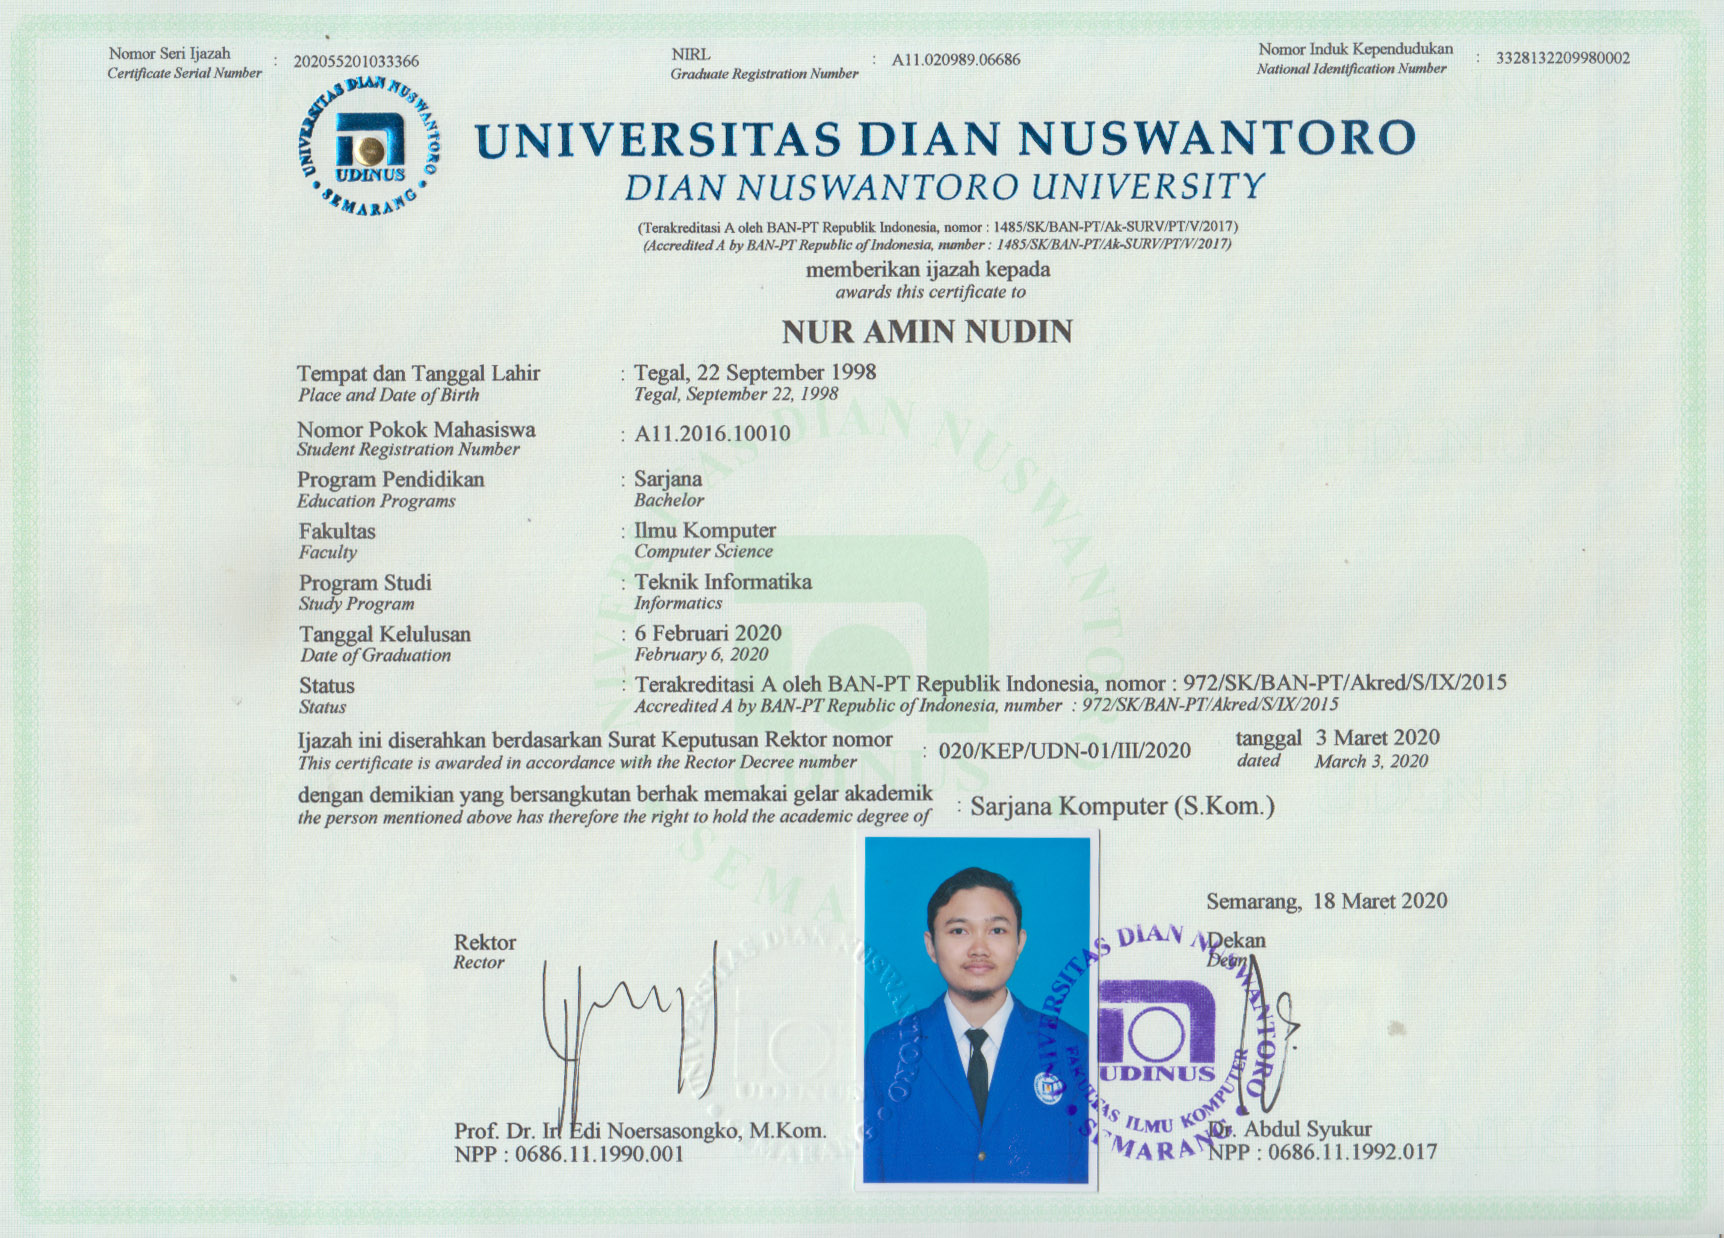 Nomor Seri Ijazah : 202055201033366
Certificate Serial Number
NIRL : A11.020989.06686
Graduate Registration Number
Nomor Induk Kependudukan : 3328132209980002
National Identification Number
UNIVERSITAS DIAN NUSWANTORO
UDINUS
SEMARANG
UNIVERSITAS DIAN NUSWANTORO
DIAN NUSWANTORO UNIVERSITY
(Terakreditasi A oleh BAN-PT Republik Indonesia, nomor : 1485/SK/BAN-PT/Ak-SURV/PT/V/2017)
(Accredited A by BAN-PT Republic of Indonesia, number : 1485/SK/BAN-PT/Ak-SURV/PT/V/2017)
memberikan ijazah kepada
awards this certificate to
NUR AMIN NUDIN
Tempat dan Tanggal Lahir : Tegal, 22 September 1998
Place and Date of Birth Tegal, September 22, 1998
Nomor Pokok Mahasiswa : A11.2016.10010
Student Registration Number
Program Pendidikan : Sarjana
Education Programs Bachelor
Fakultas : Ilmu Komputer
Faculty Computer Science
Program Studi : Teknik Informatika
Study Program Informatics
Tanggal Kelulusan : 6 Februari 2020
Date of Graduation February 6, 2020
Status : Terakreditasi A oleh BAN-PT Republik Indonesia, nomor : 972/SK/BAN-PT/Akred/S/IX/2015
Status Accredited A by BAN-PT Republic of Indonesia, number : 972/SK/BAN-PT/Akred/S/IX/2015
Ijazah ini diserahkan berdasarkan Surat Keputusan Rektor nomor : 020/KEP/UDN-01/III/2020 tanggal 3 Maret 2020
This certificate is awarded in accordance with the Rector Decree number dated March 3, 2020
dengan demikian yang bersangkutan berhak memakai gelar akademik : Sarjana Komputer (S.Kom.)
the person mentioned above has therefore the right to hold the academic degree of
Semarang, 18 Maret 2020
Rektor
Rector
Dekan
Dean
UNIVERSITAS DIAN NUSWANTORO
UDINUS
FAKULTAS ILMU KOMPUTER
SEMARANG
Prof. Dr. Ir. Edi Noersasongko, M.Kom.
NPP : 0686.11.1990.001
Dr. Abdul Syukur
NPP : 0686.11.1992.017